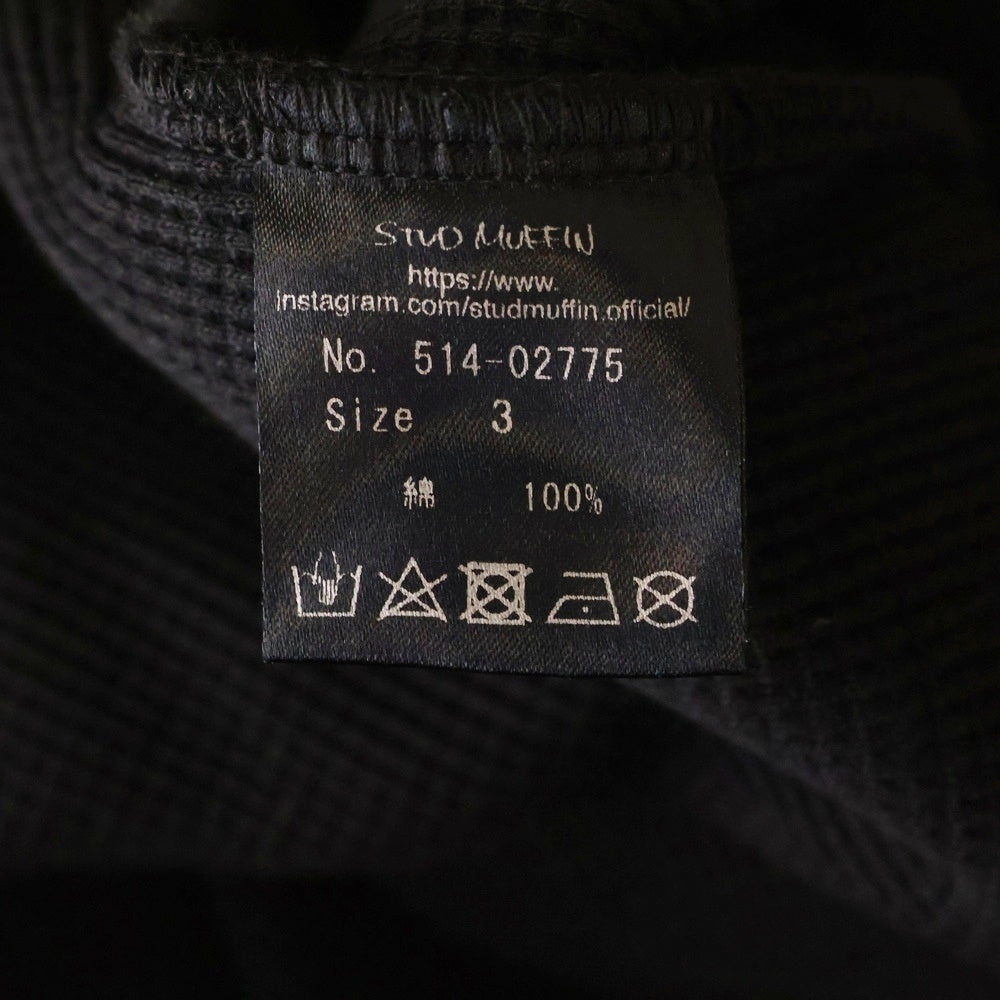 STUD MUFFIN
https://www.
instagram.com/studmuffin.official/
No. 514-02775
Size 3
綿 100%